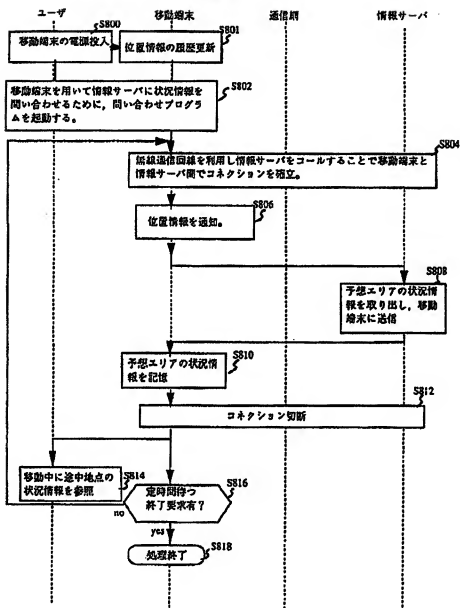 ユーザ
移動端末
通信網
情報サーバ
S800
移動端末の電源投入
S801
位置情報の履歴更新
S802
移動端末を用いて情報サーバに状況情報を
問い合わせるために，問い合わせプログラ
ムを起動する。
S804
無線通信回線を利用し情報サーバをコールすることで移動端末と
情報サーバ間でコネクションを確立。
S806
位置情報を通知。
S808
予想エリアの状況情
報を取り出し，移動
端末に送信
S810
予想エリアの状況情
報を記憶
S812
コネクション切断
S814
移動中に途中地点の
状況情報を参照
S816
定時間待つ
終了要求有？
no
yes
S818
処理終了